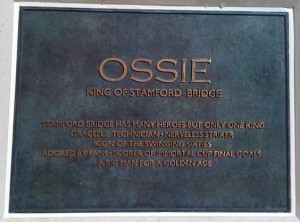 OSSIE
KING OF STAMFORD BRIDGE
STAMFORD BRIDGE HAS MANY HEROES BUT ONLY ONE KING
GRACEFUL TECHNICIAN • NERVELESS STRIKER
ICON OF THE SWINGING SIXTIES
ADORED BY FANS • SCORER OF IMMORTAL CUP FINAL GOALS
A BIG MAN FOR A GOLDEN AGE